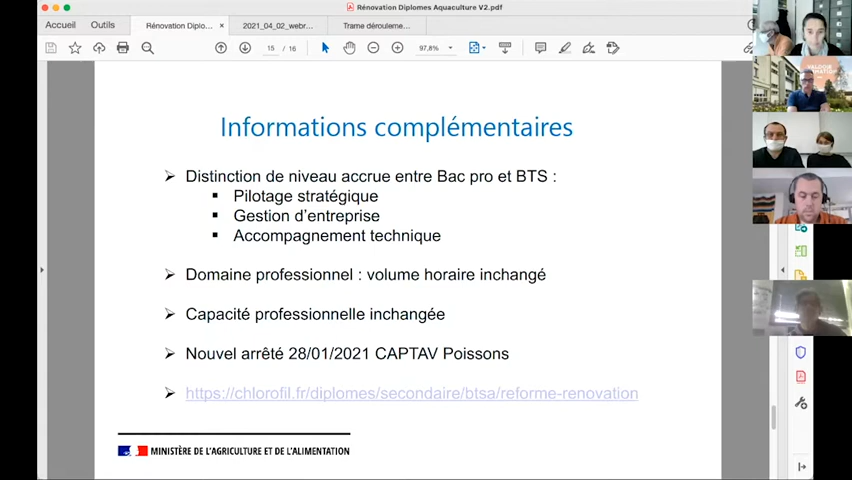 Rénovation Diplomes Aquaculture V2.pdf
Accueil
Outils
Rénovation Diplo...
×
2021_04_02_webr...
Trame dérouleme...
15 / 16
97,8%
Informations complémentaires
➢ Distinction de niveau accrue entre Bac pro et BTS :
▪ Pilotage stratégique
▪ Gestion d'entreprise
▪ Accompagnement technique
➢ Domaine professionnel : volume horaire inchangé
➢ Capacité professionnelle inchangée
➢ Nouvel arrêté 28/01/2021 CAPTAV Poissons
➢ https://chlorofil.fr/diplomes/secondaire/btsa/reforme-renovation
MINISTÈRE DE L'AGRICULTURE ET DE L'ALIMENTATION